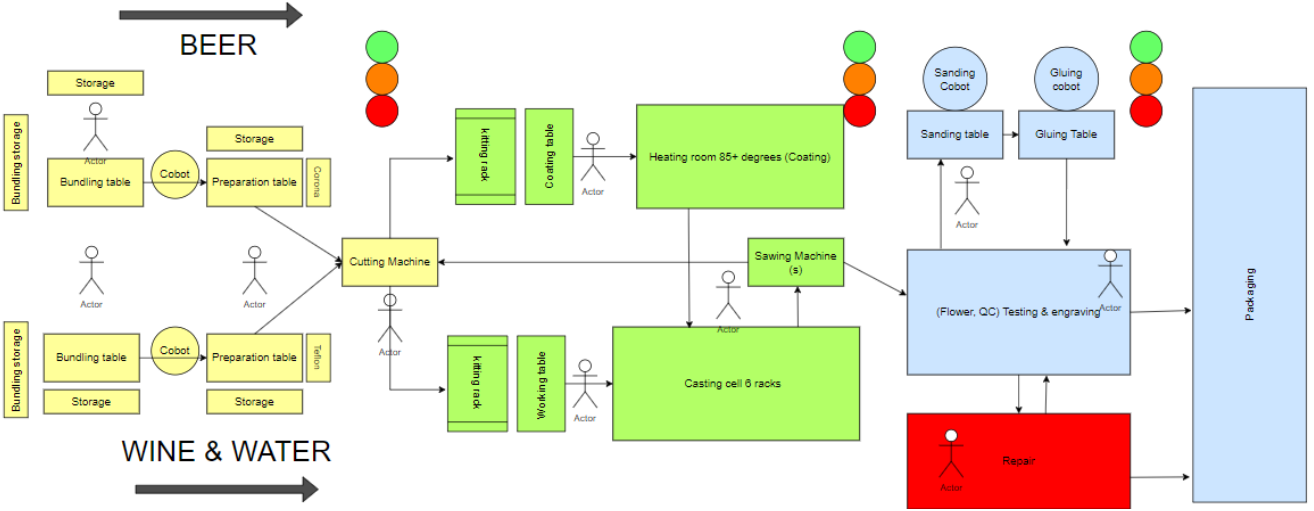 BEER
Storage
Bundling storage
Actor
Bundling table
Cobot
Storage
Preparation table
Corona
Actor
Actor
Cutting Machine
kitting rack
Coating table
Actor
Heating room 85+ degrees (Coating)
Sawing Machine
(s)
Actor
Sanding
Cobot
Gluing
cobot
Sanding table
Gluing Table
Actor
(Flower, QC) Testing & engraving
Actor
Packaging
Bundling storage
Bundling table
Cobot
Preparation table
Teflon
Storage
Storage
Actor
kitting rack
Working table
Actor
Casting cell 6 racks
Repair
Actor
WINE & WATER